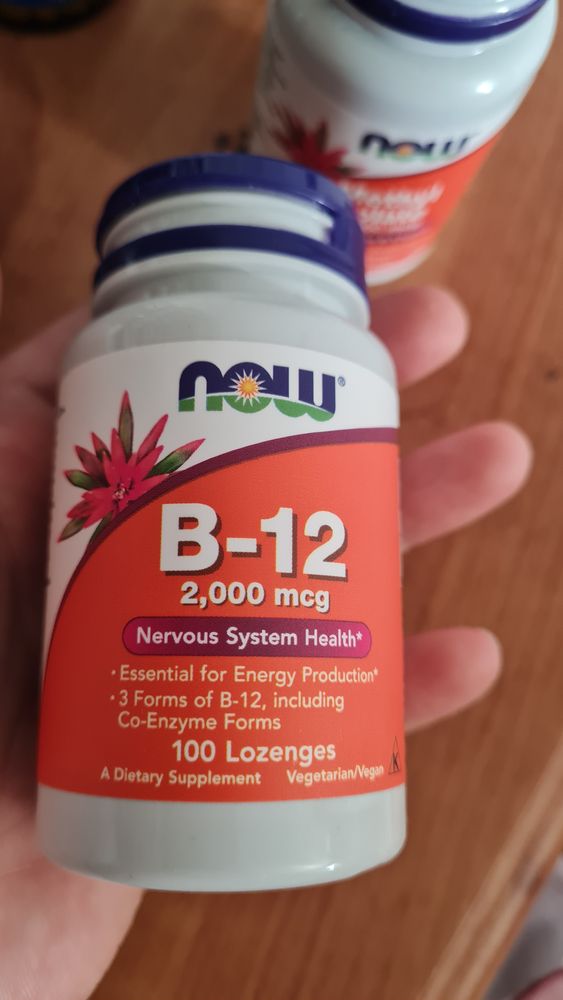 now
now®
B-12
2,000 mcg
Nervous System Health*
· Essential for Energy Production*
· 3 Forms of B-12, including
Co-Enzyme Forms
100 Lozenges
A Dietary Supplement Vegetarian/Vegan
K